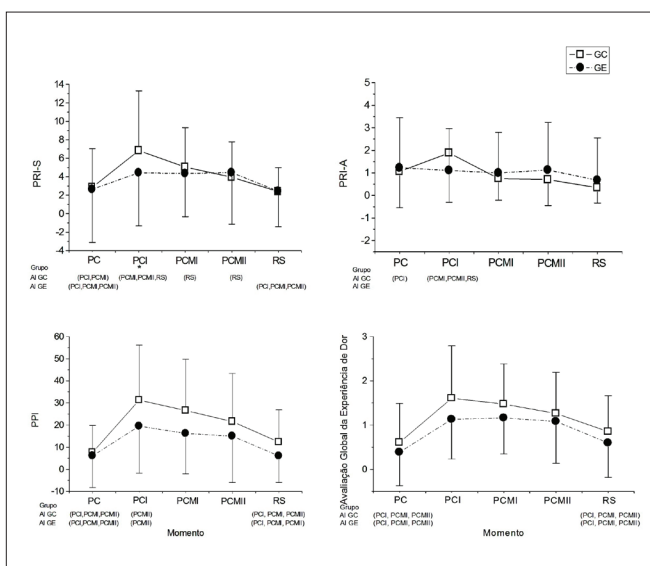 GC
GE
PRI-S
14
12
10
8
6
4
2
0
-2
-4
PC PCI PCMI PCMII RS
*
Grupo
AI GC (PCI,PCMI) (PCMI,PCMII,RS) (RS) (RS)
AI GE (PCI,PCMI,PCMII) (PCI,PCMI,PCMII)
PRI-A
5
4
3
2
1
0
-1
-2
PC PCI PCMI PCMII RS
Grupo
AI GC (PCI) (PCMI,PCMII,RS)
AI GE
PPI
60
50
40
30
20
10
0
-10
PC PCI PCMI PCMII RS
Grupo
AI GC (PCI,PCMI,PCMII) (PCMII) (PCI, PCMI, PCMII)
AI GE (PCI,PCMI,PCMII) (PCMII) (PCI, PCMI, PCMII)
Momento
Avaliação Global da Experiência de Dor
3
2
1
0
PC PCI PCMI PCMII RS
Grupo
AI GC (PCI, PCMI, PCMII) (PCI, PCMI, PCMII)
AI GE (PCI, PCMI, PCMII) (PCI, PCMI, PCMII)
Momento